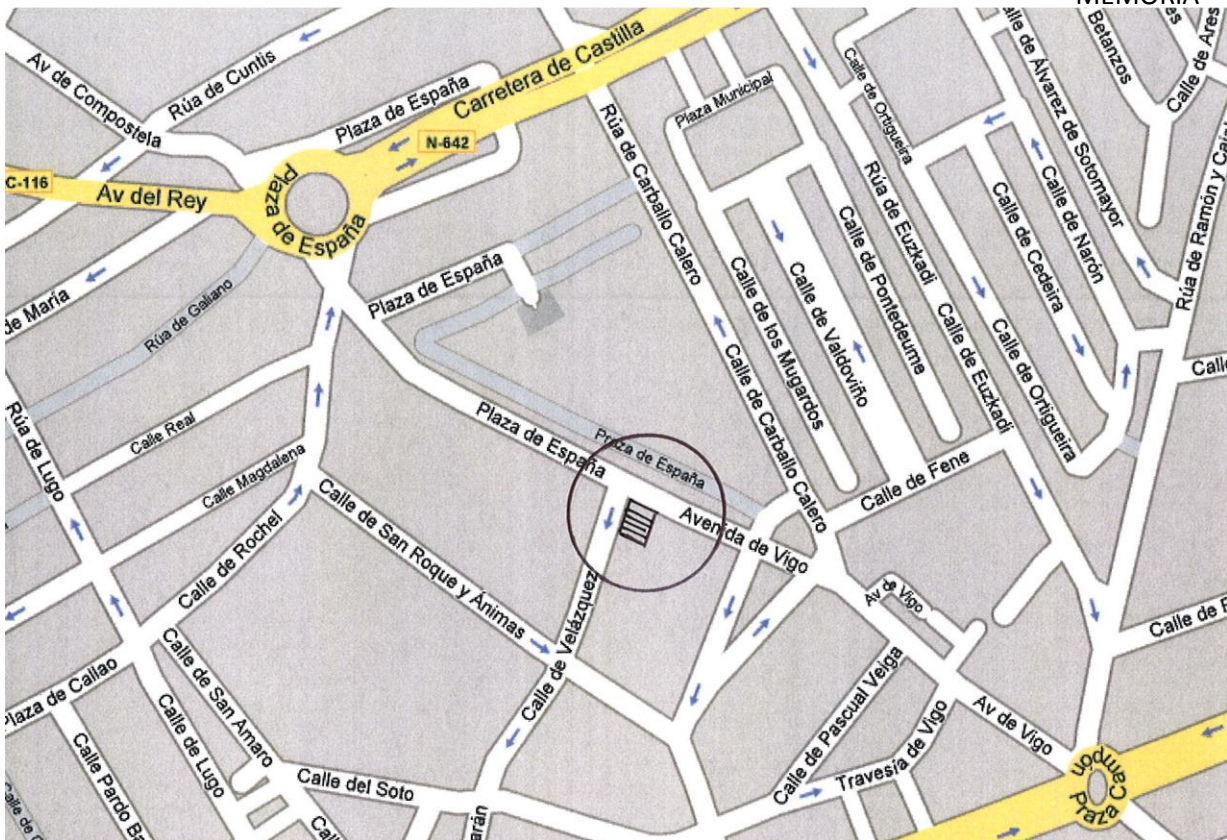 MEMORIA
Av de Compostela
Rúa de Cuntis
Plaza de España
Carretera de Castilla
N-642
C-116
Av del Rey
Plaza de España
de María
Rúa de Galiano
Plaza de España
Plaza Municipal
Rúa de Carballo Calero
Calle de Ortigueira
Rúa de Euzkadi
Calle de Álvarez de Sotomayor
Betanzos
Calle de Ares
Calle de Narón
Calle de Cedeira
Rúa de Ramón y
Calle de Pontedeume
Calle de Valdoviño
Calle de los Mugardos
Calle de Carballo Calero
Calle de Euzkadi
Calle de Ortigueira
Rúa de Lugo
Calle Real
Calle Magdalena
Calle de Rochel
Plaza de España
Praza de España
Calle de Fene
Avenida de Vigo
Calle de San Roque y Ánimas
Calle de Velázquez
Av de Vigo
Plaza de Callao
Calle de San Amaro
Calle de Lugo
Calle Pardo
Calle del Soto
Calle de Pascual Veiga
Travesía de Vigo
Av de Vigo
Praza Campon